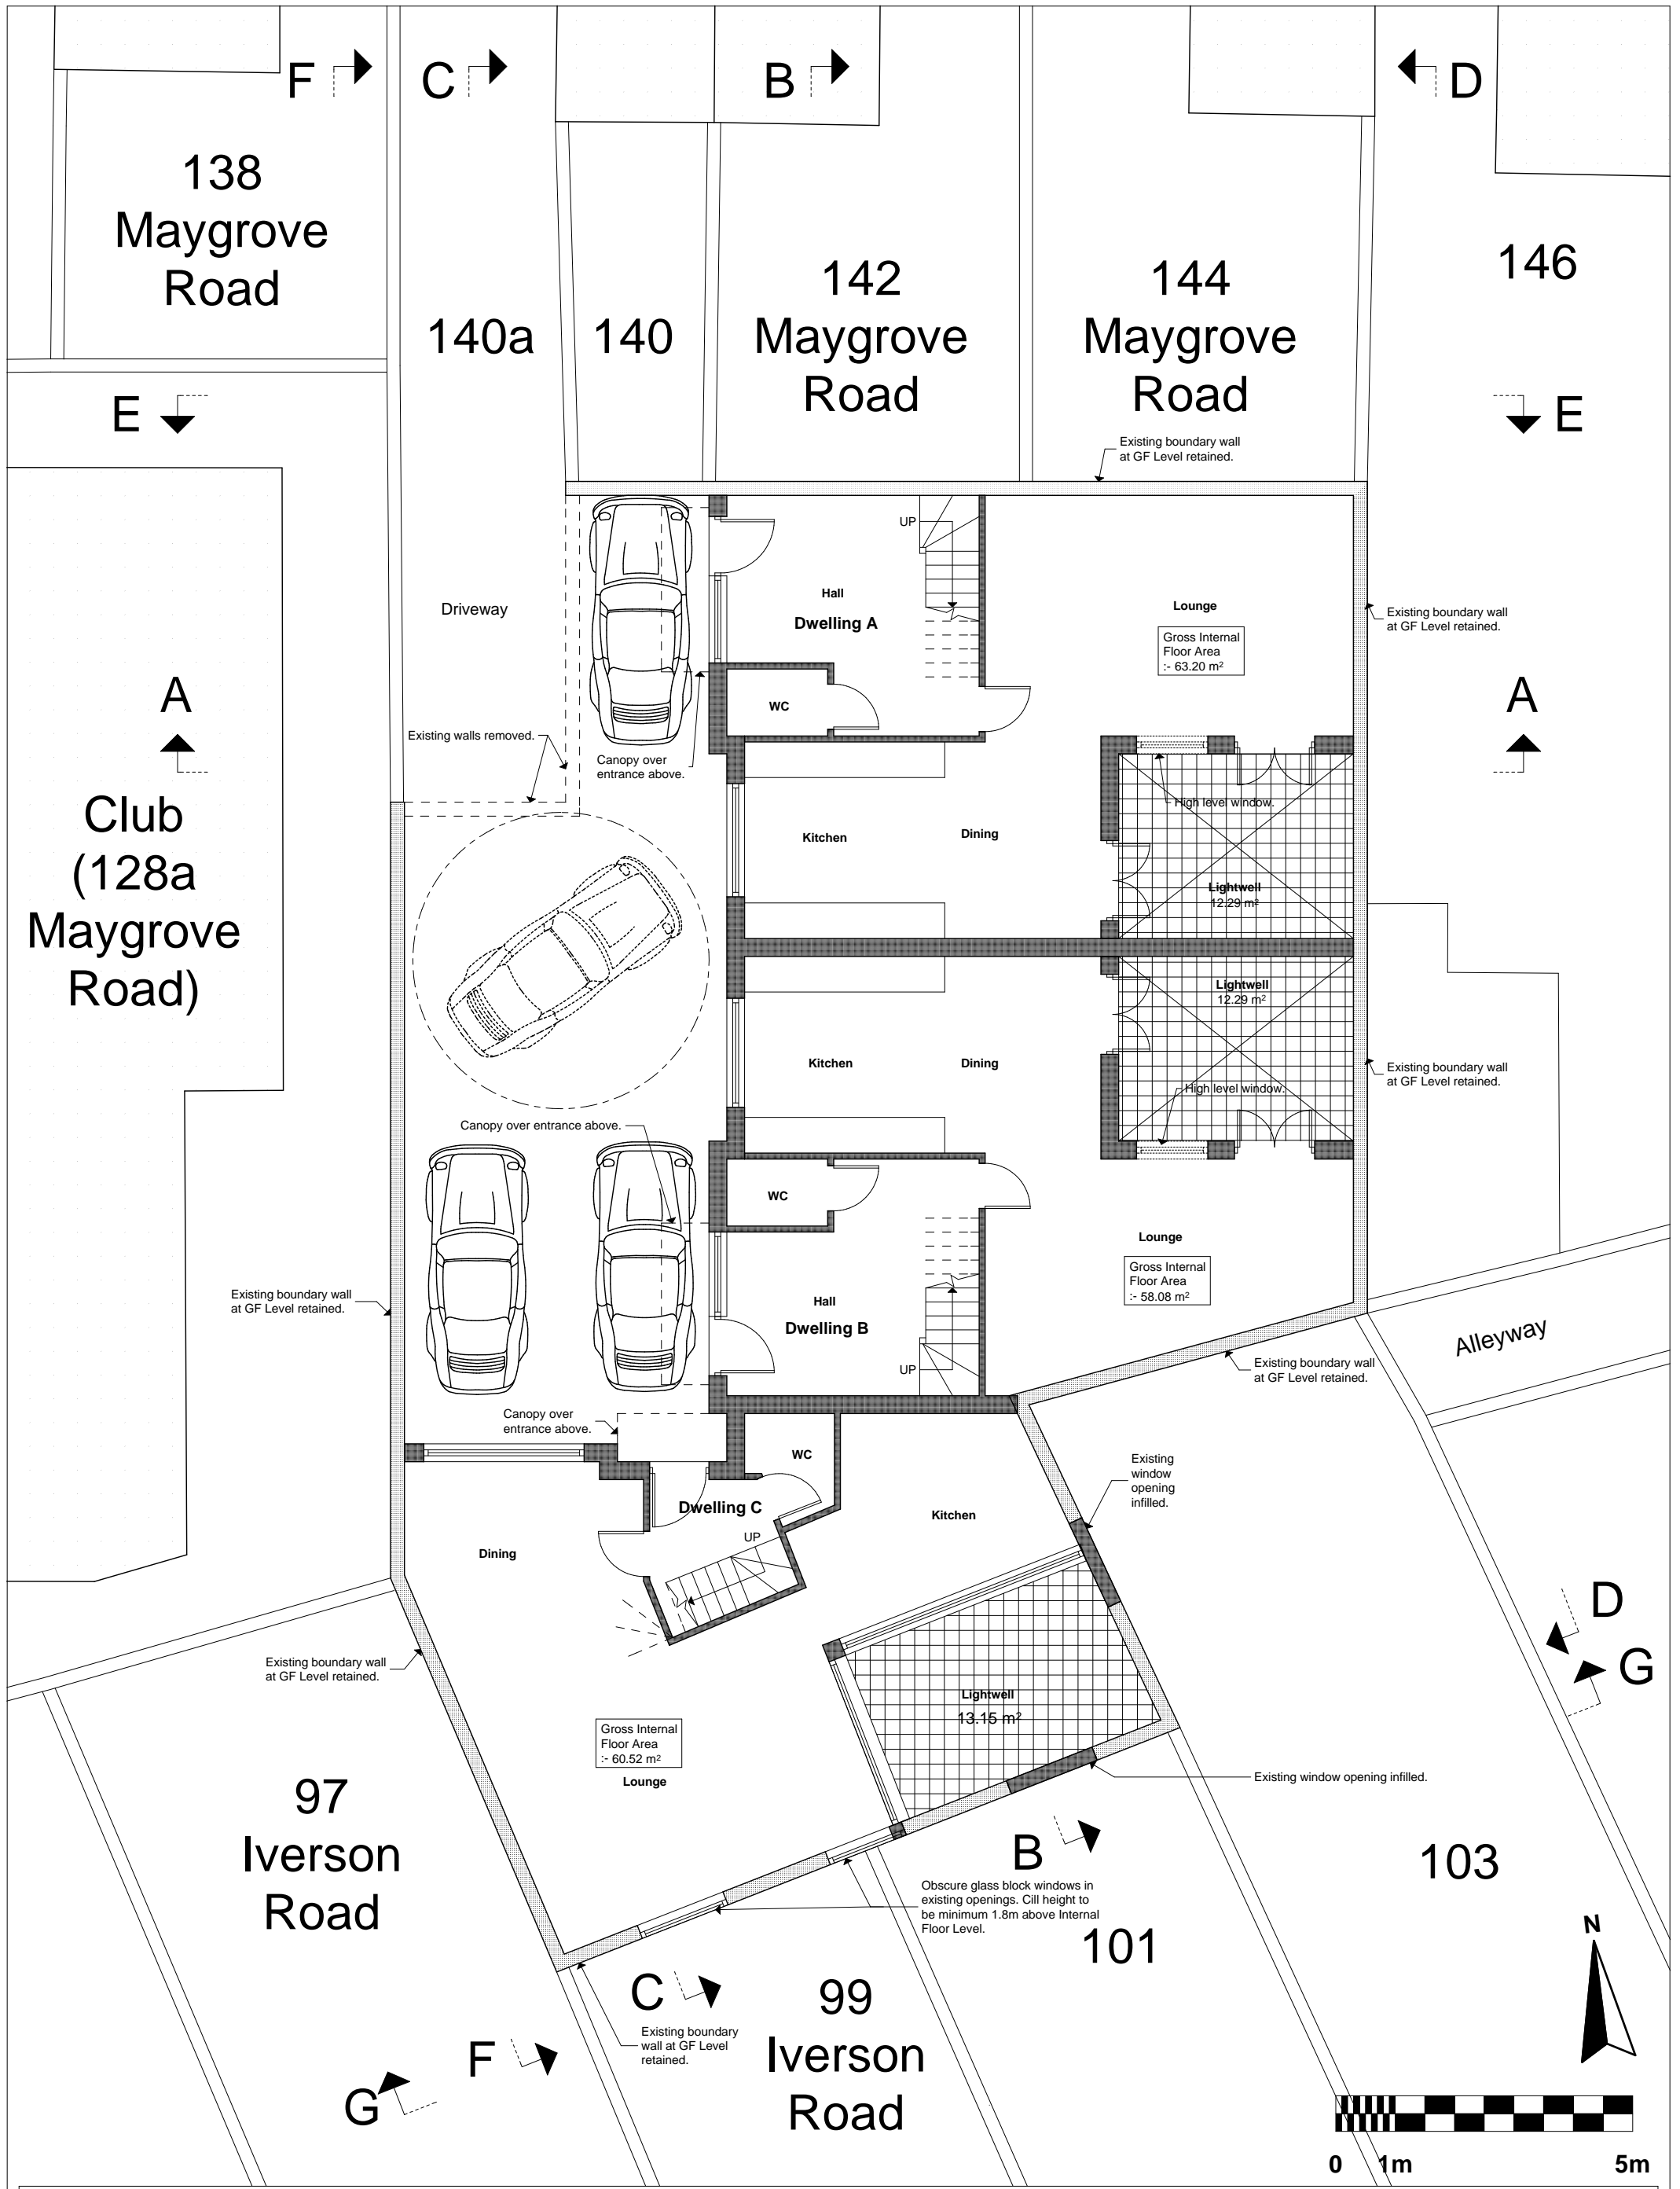 F
C
B
D
138
Maygrove
Road
140a
140
142
Maygrove
Road
144
Maygrove
Road
146
E
E
Existing boundary wall
at GF Level retained.
UP
Driveway
Hall
Dwelling A
Lounge
Gross Internal
Floor Area
:- 63.20 m²
Existing boundary wall
at GF Level retained.
A
A
WC
Existing walls removed.
Canopy over
entrance above.
High level window.
Kitchen
Dining
Club
(128a
Maygrove
Road)
Lightwell
12.29 m²
Lightwell
12.29 m²
Kitchen
Dining
Existing boundary wall
at GF Level retained.
High level window.
Canopy over entrance above.
WC
Lounge
Gross Internal
Floor Area
:- 58.08 m²
Existing boundary wall
at GF Level retained.
Hall
Dwelling B
UP
Alleyway
Existing boundary wall
at GF Level retained.
Canopy over
entrance above.
WC
Existing
window
opening
infilled.
Dwelling C
Kitchen
UP
Dining
D
G
Existing boundary wall
at GF Level retained.
Lightwell
13.15 m²
Gross Internal
Floor Area
:- 60.52 m²
Lounge
Existing window opening infilled.
97
Iverson
Road
B
103
Obscure glass block windows in
existing openings. Cill height to
be minimum 1.8m above Internal
Floor Level.
101
N
C
99
Iverson
Road
Existing boundary
wall at GF Level
retained.
F
G
0 1m 5m